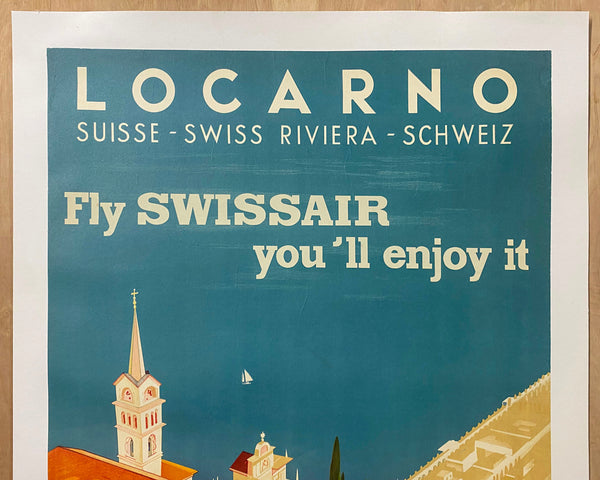 LOCARNO
SUISSE - SWISS RIVIERA - SCHWEIZ
Fly SWISSAIR
you'll enjoy it